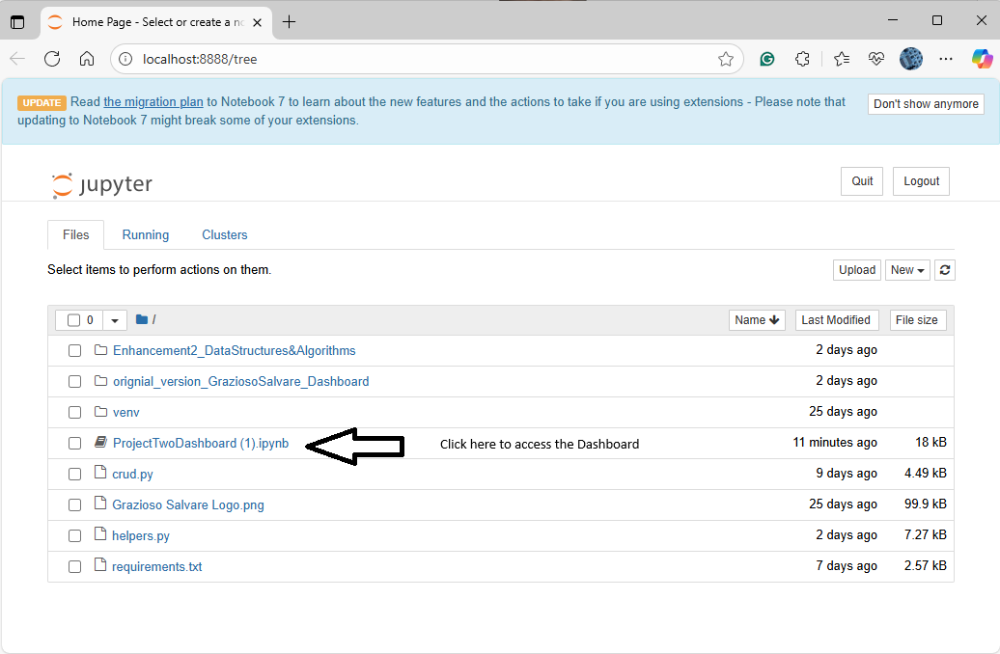 Home Page - Select or create a no
localhost:8888/tree
UPDATE Read the migration plan to Notebook 7 to learn about the new features and the actions to take if you are using extensions - Please note that
updating to Notebook 7 might break some of your extensions.
Don't show anymore
jupyter
Quit
Logout
Files
Running
Clusters
Select items to perform actions on them.
Upload
New
0
/
Name
Last Modified
File size
Enhancement2_DataStructures&Algorithms 2 days ago
orignial_version_GraziosoSalvare_Dashboard 2 days ago
venv 25 days ago
ProjectTwoDashboard (1).ipynb Click here to access the Dashboard 11 minutes ago 18 kB
crud.py 9 days ago 4.49 kB
Grazioso Salvare Logo.png 25 days ago 99.9 kB
helpers.py 2 days ago 7.27 kB
requirements.txt 7 days ago 2.57 kB